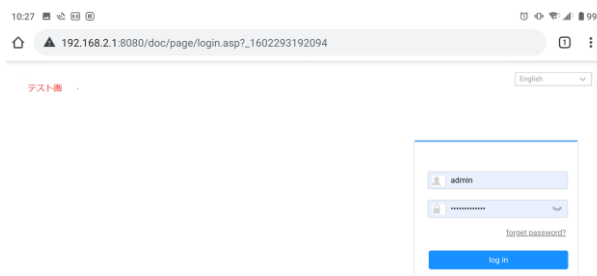 10:27
99
192.168.2.1:8080/doc/page/login.asp?_1602293192094
1
English
テスト画
admin
•••••••••••••
forget password?
log in